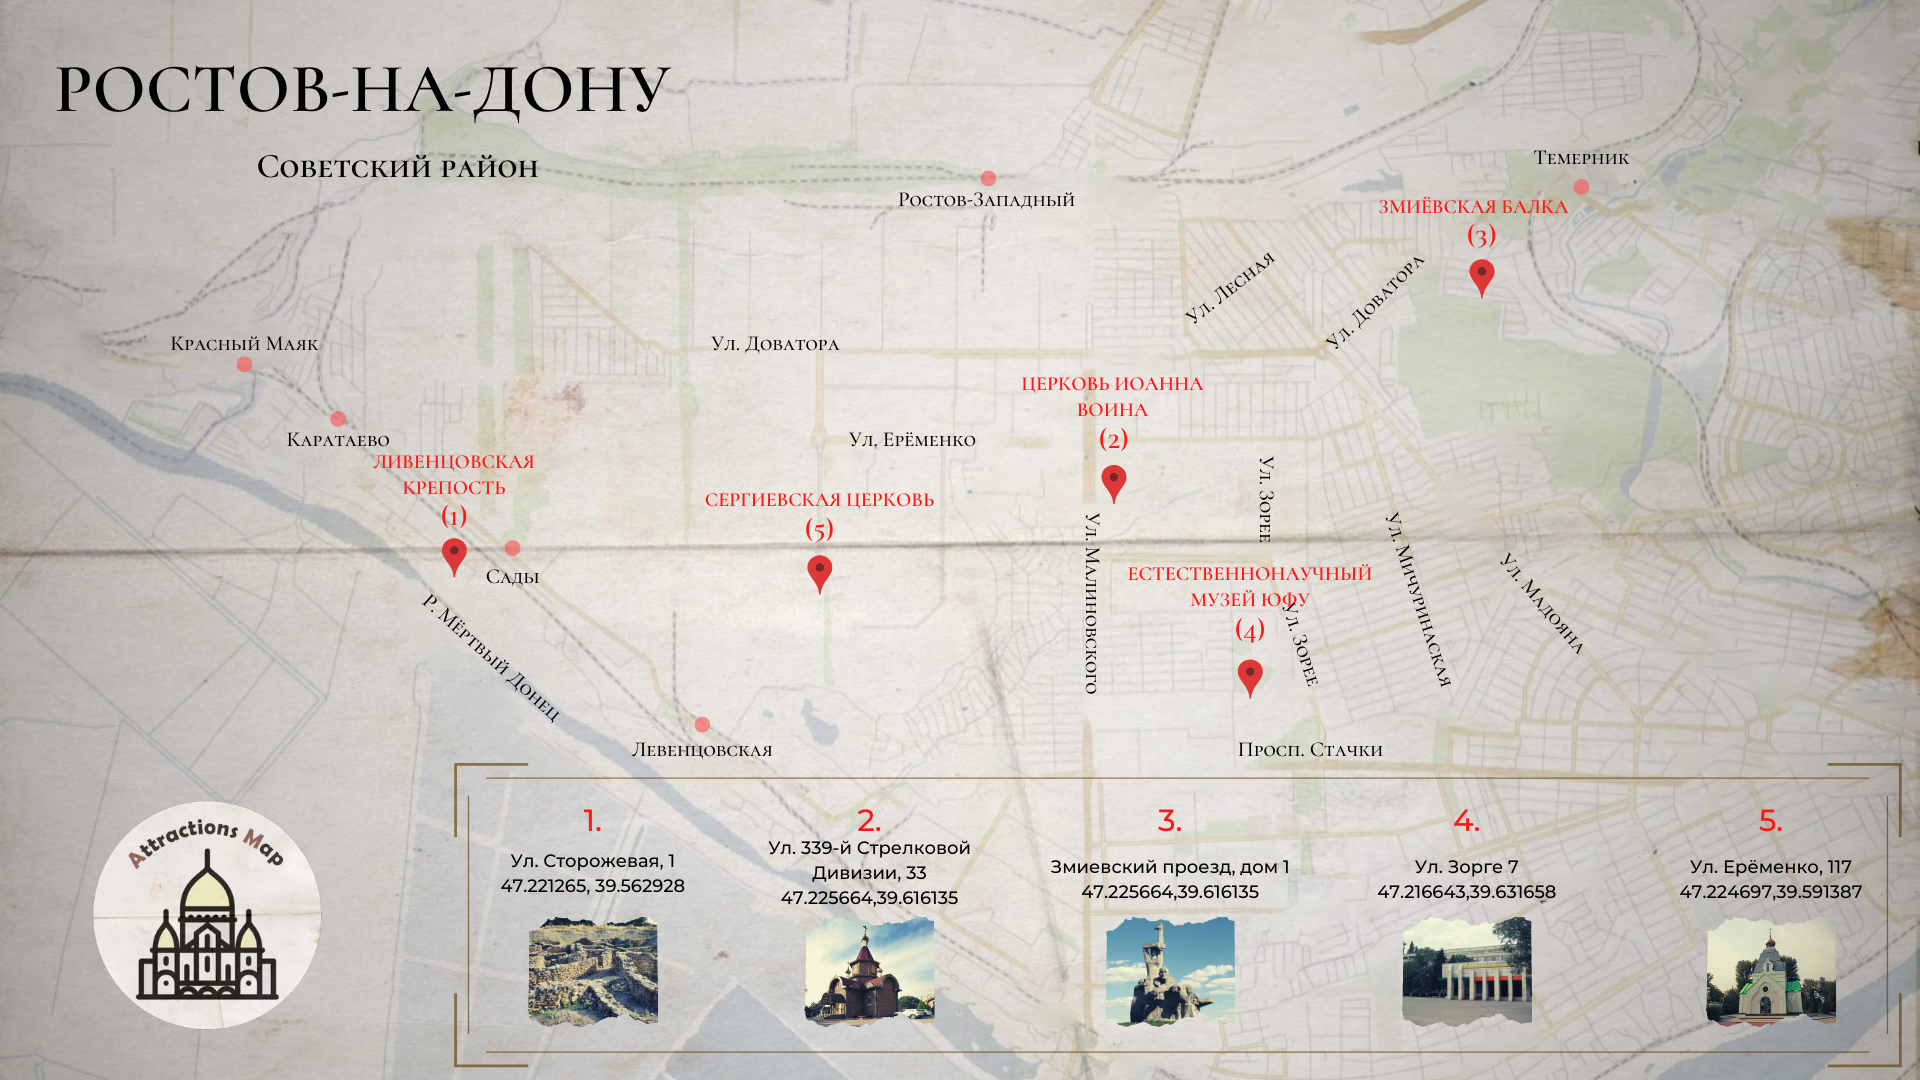 РОСТОВ-НА-ДОНУ
Советский район
Темерник
Ростов-Западный
ЗМИЁВСКАЯ БАЛКА
(3)
Ул. Лесная
Ул. Доватора
Красный Маяк
Ул. Доватора
ЦЕРКОВЬ ИОАННА
ВОИНА
(2)
Каратаево
Ул. Ерёменко
ЛИВЕНЦОВСКАЯ
КРЕПОСТЬ
(1)
СЕРГИЕВСКАЯ ЦЕРКОВЬ
(5)
Ул. Зорее
Ул. Малиновского
Ул. Мичуринаская
Ул. Мадояна
Сады
ЕСТЕСТВЕННОНАУЧНЫЙ
МУЗЕЙ ЮФУ
(4)
Ул. Зорее
Р. Мёртвый Донец
Левенцовская
Просп. Стачки
Attractions Map
1.
Ул. Сторожевая, 1
47.221265, 39.562928
2.
Ул. 339-й Стрелковой
Дивизии, 33
47.225664,39.616135
3.
Змиевский проезд, дом 1
47.225664,39.616135
4.
Ул. Зорге 7
47.216643,39.631658
5.
Ул. Ерёменко, 117
47.224697,39.591387